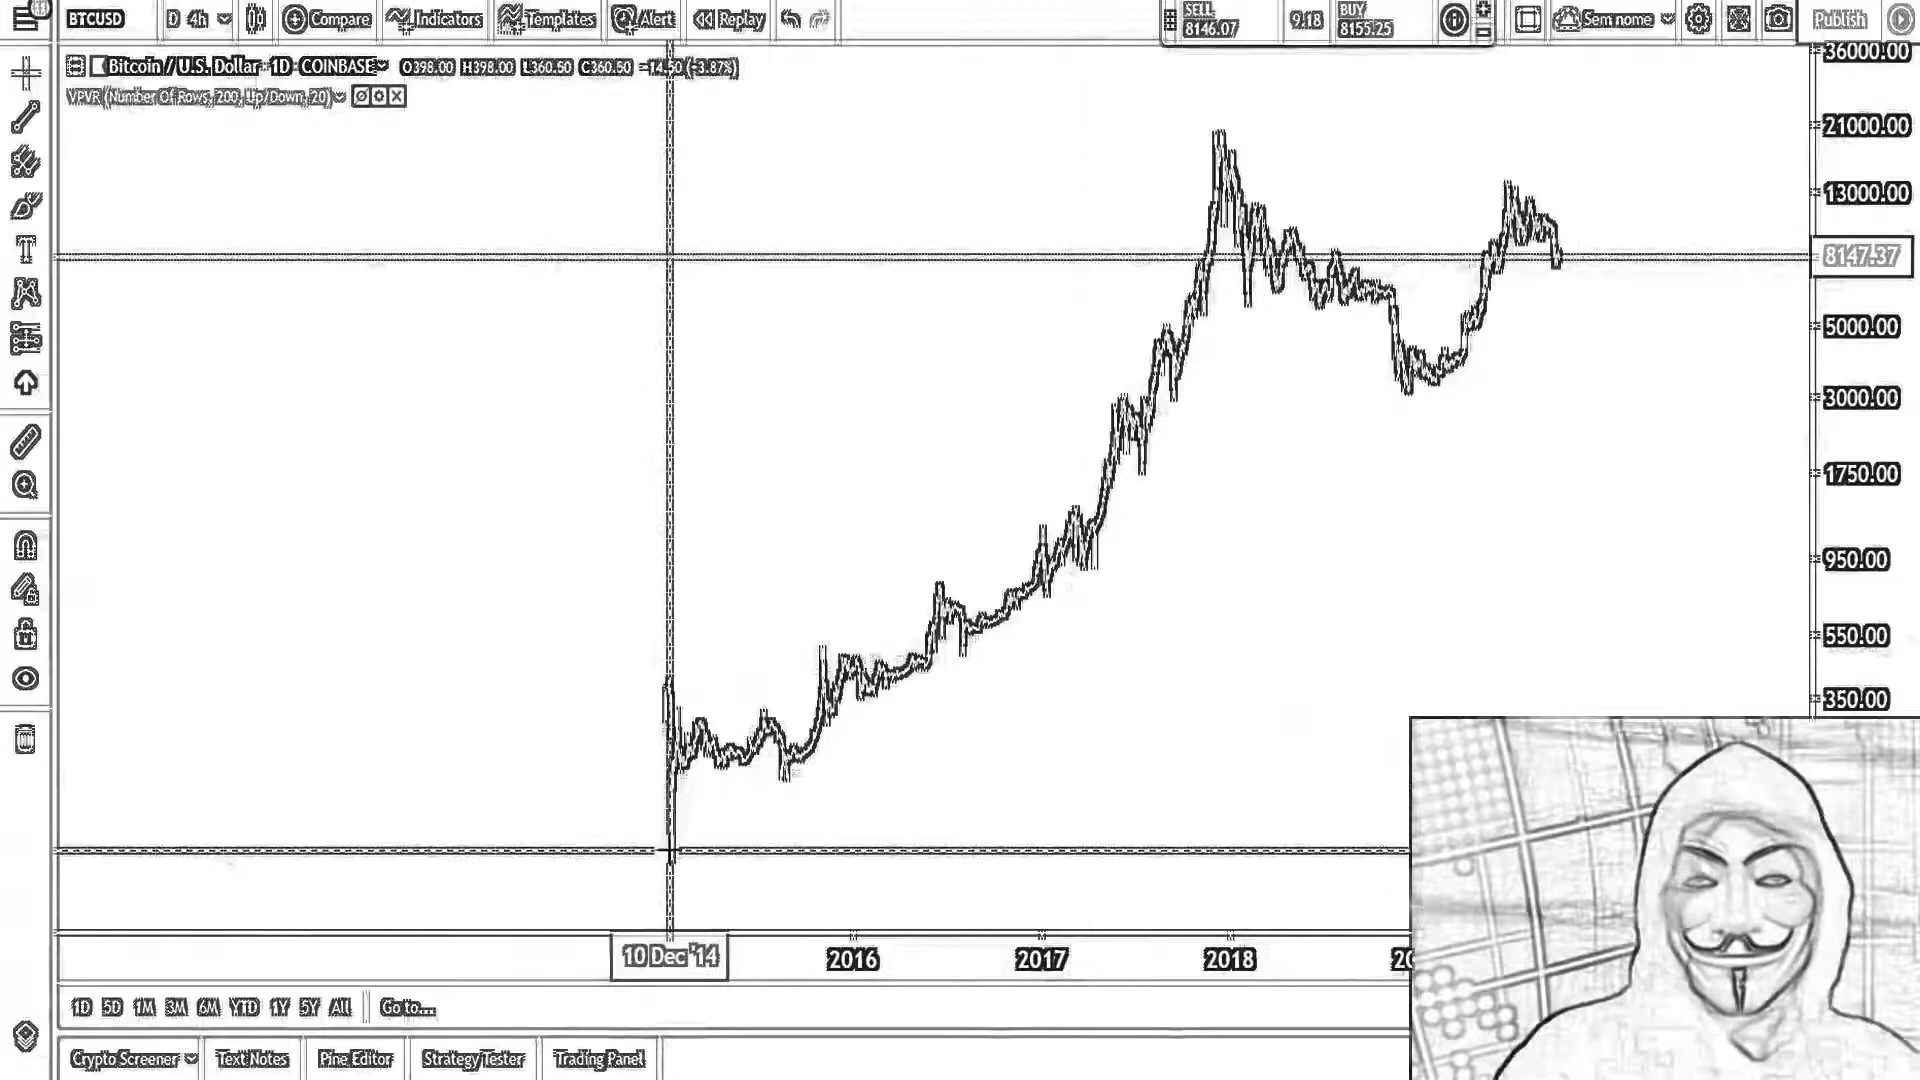 BTCUSD D 4h Compare Indicators Templates Alert Replay SELL 8146.07 9.18 BUY 8155.25 Sem nome Publish
Bitcoin / U.S. Dollar 1D COINBASE O398.00 H398.00 L360.50 C360.50 −14.50 (−3.87%)
VPVR (Number Of Rows, 200, Up/Down, 20)
36000.00
21000.00
13000.00
8147.37
5000.00
3000.00
1750.00
950.00
550.00
350.00
10 Dec '14 2016 2017 2018
1D 5D 1M 3M 6M YTD 1Y 5Y All Go to...
Crypto Screener Text Notes Pine Editor Strategy Tester Trading Panel